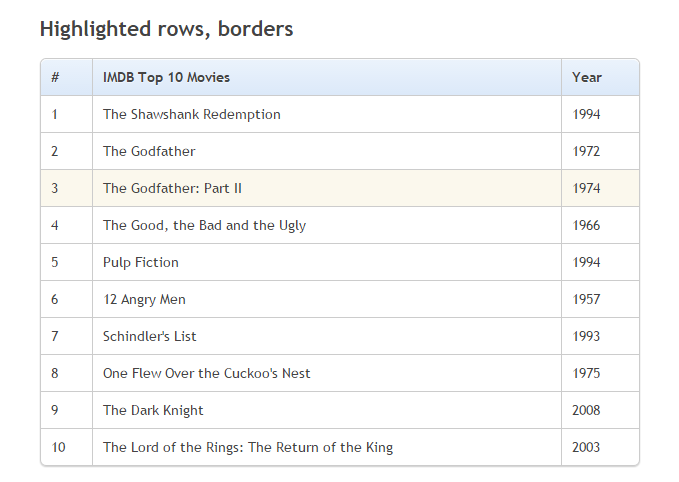 Highlighted rows, borders
# IMDB Top 10 Movies Year
1 The Shawshank Redemption 1994
2 The Godfather 1972
3 The Godfather: Part II 1974
4 The Good, the Bad and the Ugly 1966
5 Pulp Fiction 1994
6 12 Angry Men 1957
7 Schindler's List 1993
8 One Flew Over the Cuckoo's Nest 1975
9 The Dark Knight 2008
10 The Lord of the Rings: The Return of the King 2003